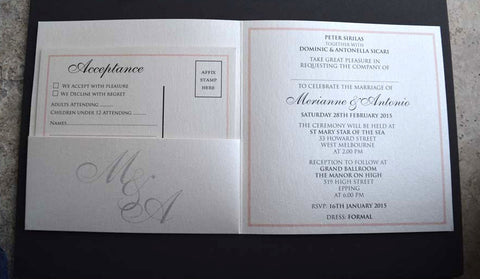 Acceptance
AFFIX
STAMP
HERE
WE ACCEPT WITH PLEASURE
WE DECLINE WITH REGRET
ADULTS ATTENDING
CHILDREN UNDER 12 ATTENDING
NAMES
M&A
PETER SIRILAS
TOGETHER WITH
DOMINIC & ANTONELLA SICARI
TAKE GREAT PLEASURE IN
REQUESTING THE COMPANY OF
TO CELEBRATE THE MARRIAGE OF
Merianne & Antonio
SATURDAY 28TH FEBRUARY 2015
THE CEREMONY WILL BE HELD AT
ST MARY STAR OF THE SEA
33 HOWARD STREET
WEST MELBOURNE
AT 2.00 PM
RECEPTION TO FOLLOW AT
GRAND BALLROOM
THE MANOR ON HIGH
519 HIGH STREET
EPPING
AT 6.00 PM
RSVP: 16TH JANUARY 2015
DRESS: FORMAL